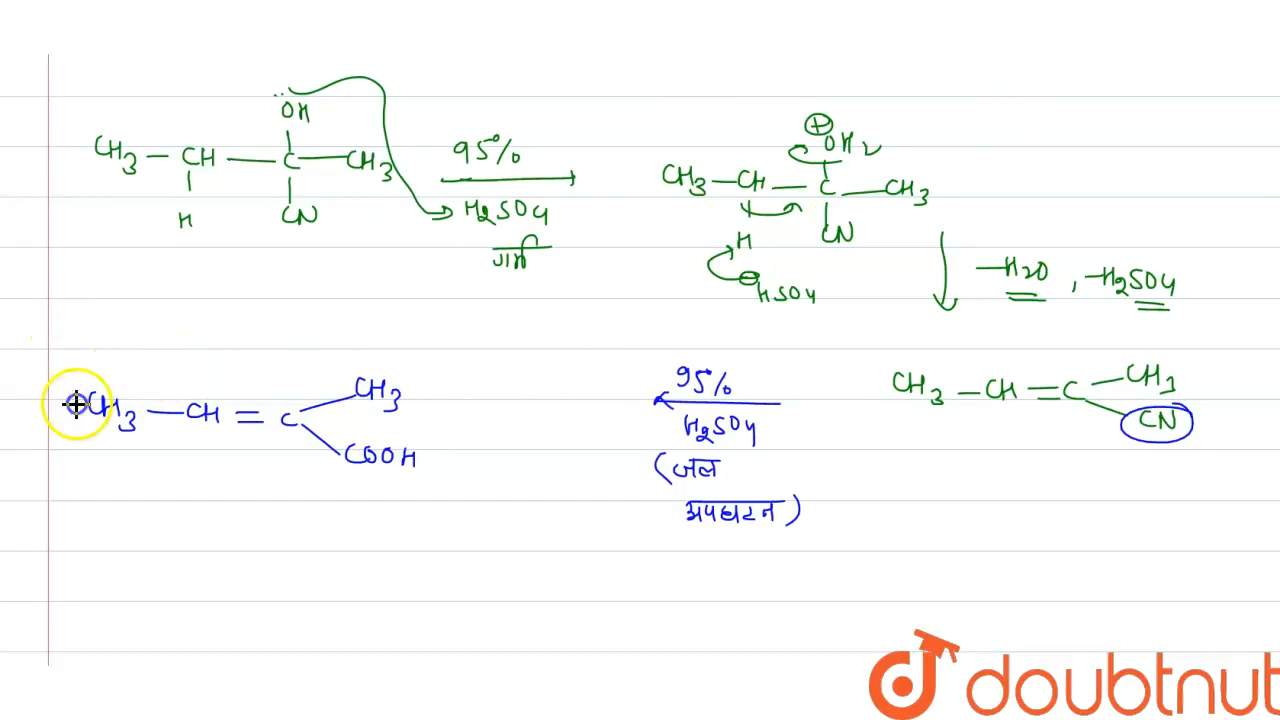 OH
CH3 — CH — C — CH3
H
CN
95%
H2SO4
गर्म
⊕OH2
CH3 — CH — C — CH3
H
CN
⊖HSO4
—H2O , —H2SO4
CH3 — CH = C — CH3
CN
95%
H2SO4
(जल
अपघटन)
CH3 — CH = C
CH3
COOH
doubtnut